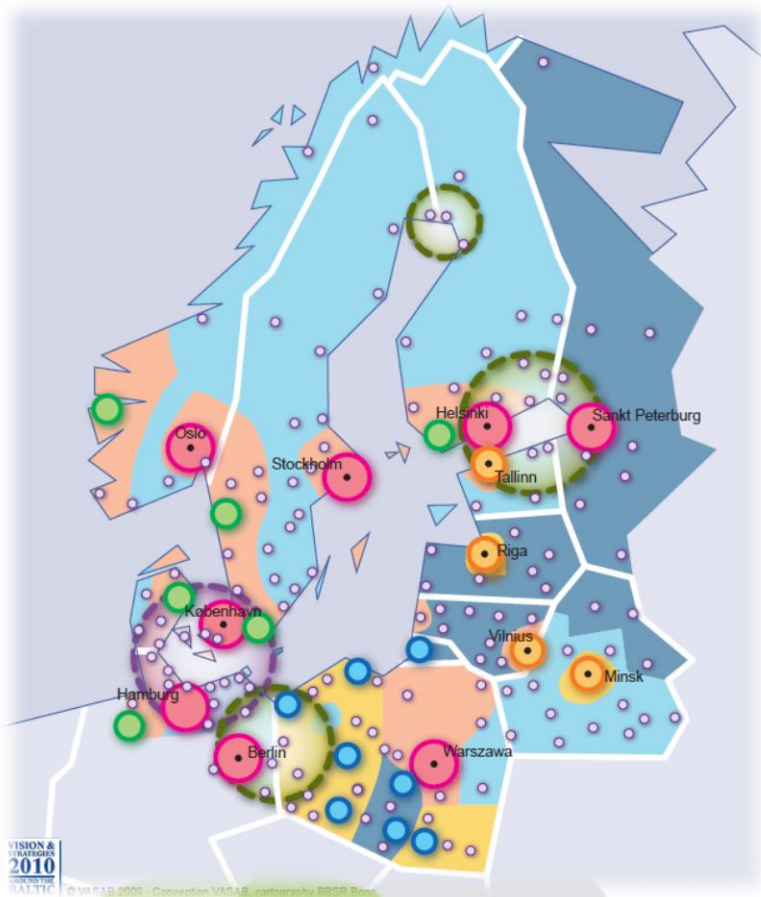 Oslo
Helsinki
Sankt Peterburg
Stockholm
Tallinn
Riga
København
Vilnius
Minsk
Hamburg
Berlin
Warszawa
VISION &
STRATEGIES
2010
AROUND THE
BALTIC
© VASAB 2009 - Conception VASAB, cartography BBSR Bonn